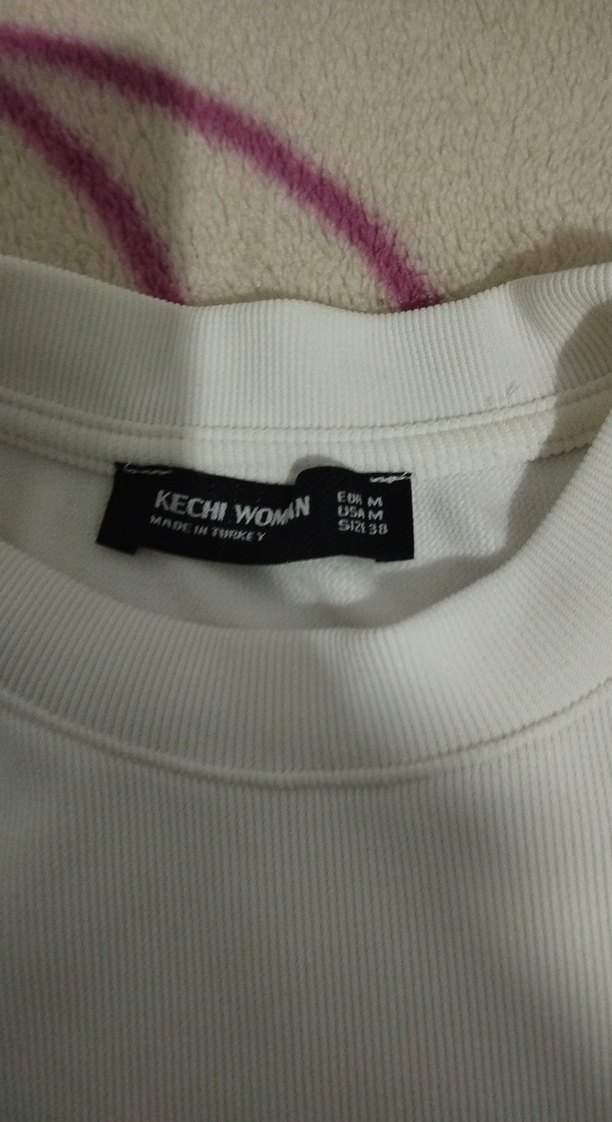 KECHI WOMAN
MADE IN TURKEY
EUR M
USA M
SIZE 38